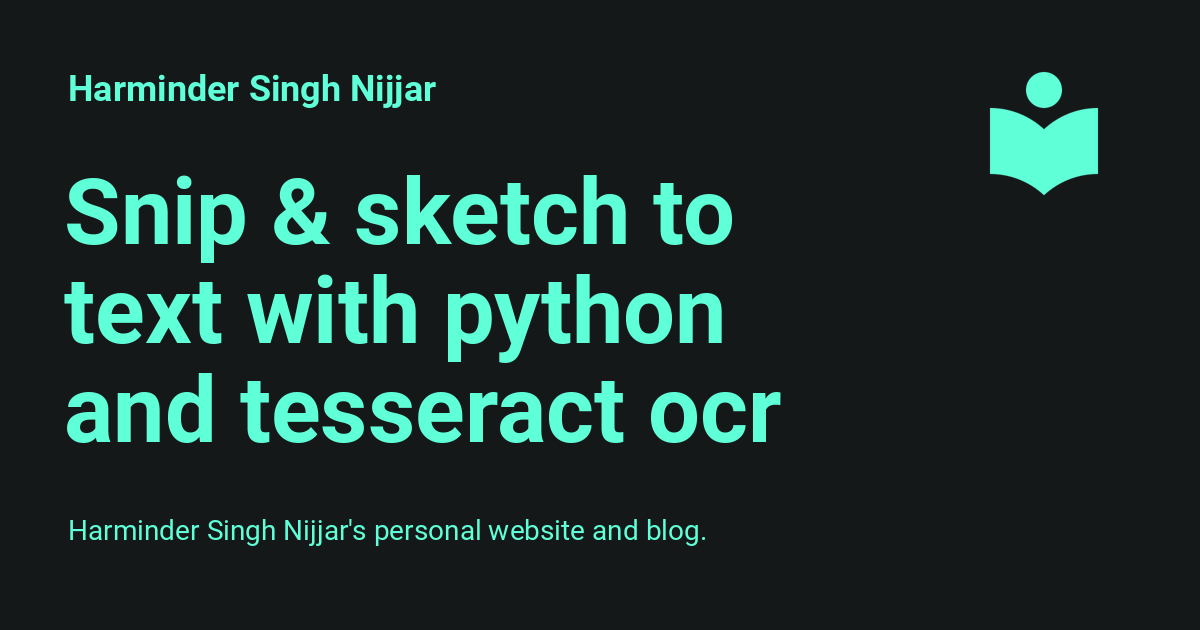 Harminder Singh Nijjar
Snip & sketch to
text with python
and tesseract ocr
Harminder Singh Nijjar's personal website and blog.